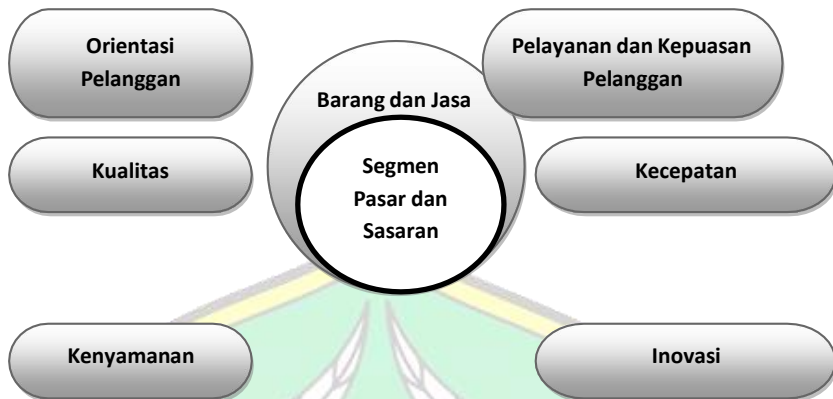 Orientasi
Pelanggan
Pelayanan dan Kepuasan
Pelanggan
Barang dan Jasa
Kualitas
Segmen
Pasar dan
Sasaran
Kecepatan
Kenyamanan
Inovasi